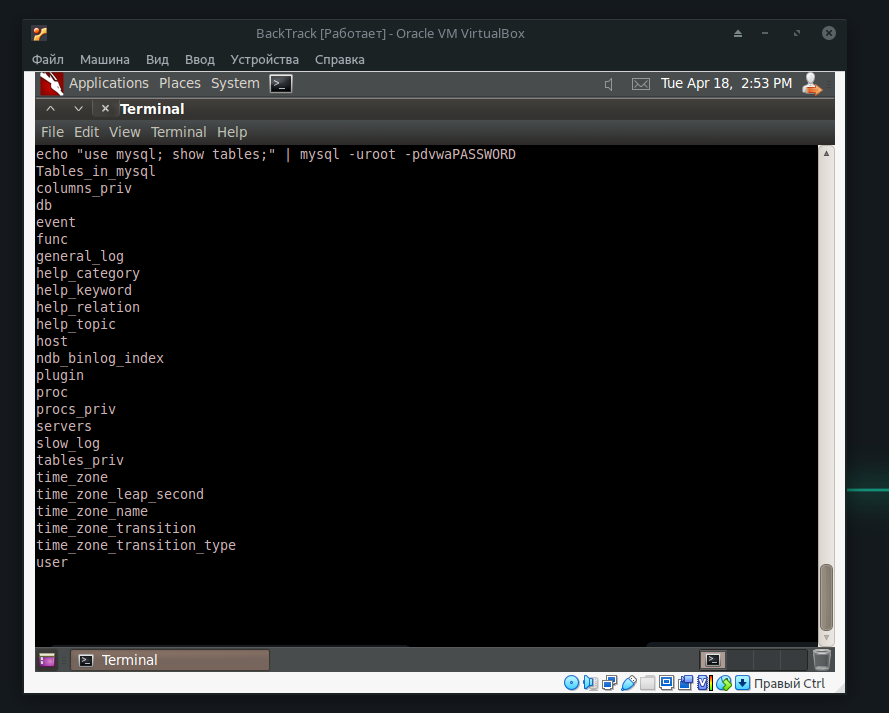 BackTrack [Работает] - Oracle VM VirtualBox
Файл Машина Вид Ввод Устройства Справка
Applications Places System Tue Apr 18, 2:53 PM
Terminal
File Edit View Terminal Help
echo "use mysql; show tables;" | mysql -uroot -pdvwaPASSWORD
Tables_in_mysql
columns_priv
db
event
func
general_log
help_category
help_keyword
help_relation
help_topic
host
ndb_binlog_index
plugin
proc
procs_priv
servers
slow_log
tables_priv
time_zone
time_zone_leap_second
time_zone_name
time_zone_transition
time_zone_transition_type
user
Terminal
Правый Ctrl